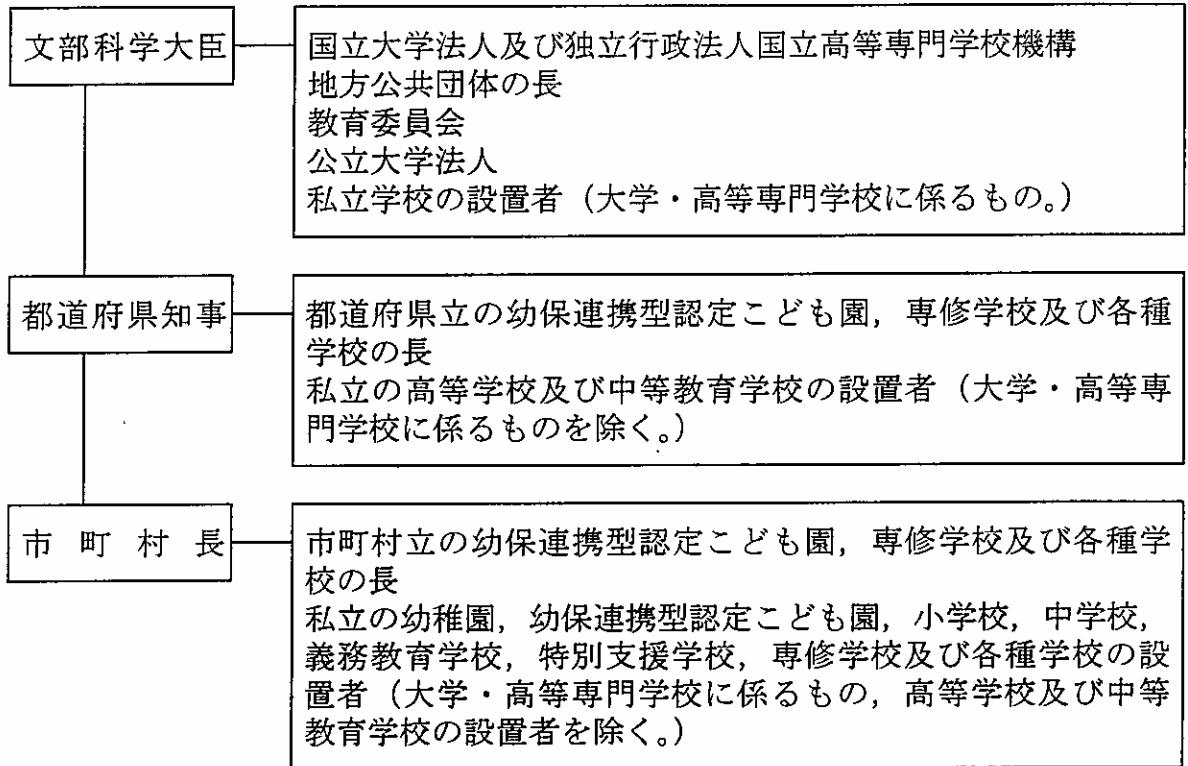 文部科学大臣
国立大学法人及び独立行政法人国立高等専門学校機構
地方公共団体の長
教育委員会
公立大学法人
私立学校の設置者（大学・高等専門学校に係るもの。）
都道府県知事
都道府県立の幼保連携型認定こども園，専修学校及び各種
学校の長
私立の高等学校及び中等教育学校の設置者（大学・高等専
門学校に係るものを除く。）
市町村長
市町村立の幼保連携型認定こども園，専修学校及び各種学
校の長
私立の幼稚園，幼保連携型認定こども園，小学校，中学校，
義務教育学校，特別支援学校，専修学校及び各種学校の設
置者（大学・高等専門学校に係るもの，高等学校及び中等
教育学校の設置者を除く。）